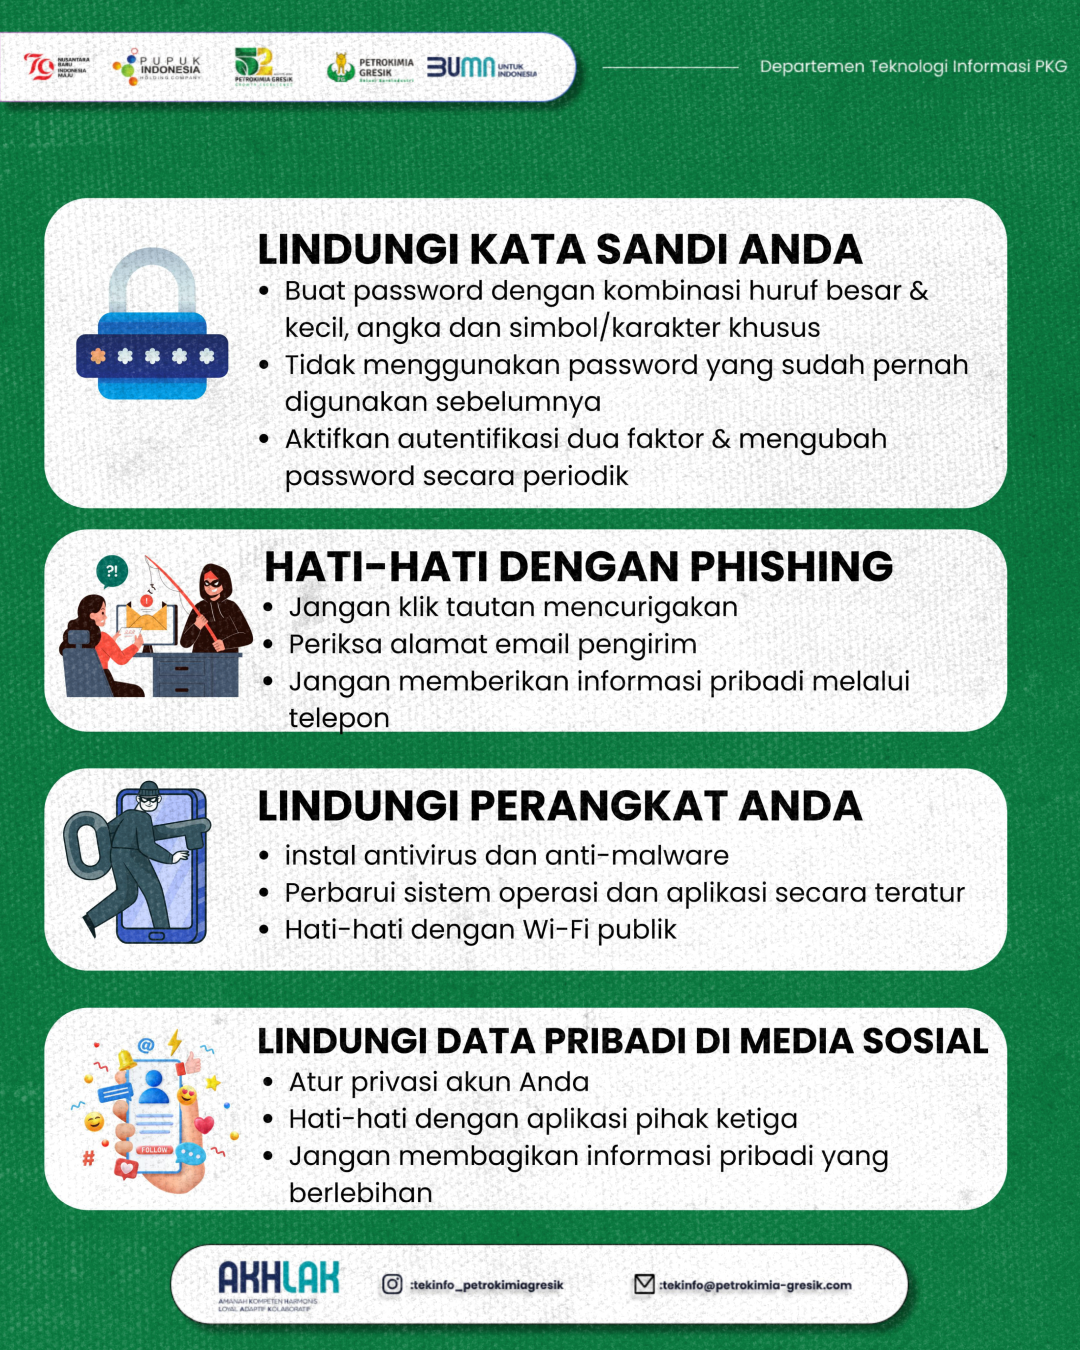 79 NUSANTARA
BARU
INDONESIA
MAJU
PUPUK
INDONESIA
HOLDING COMPANY
52
PETROKIMIA GRESIK
PETROKIMIA
GRESIK
BUMN UNTUK
INDONESIA
Departemen Teknologi Informasi PKG
LINDUNGI KATA SANDI ANDA
• Buat password dengan kombinasi huruf besar &
kecil, angka dan simbol/karakter khusus
• Tidak menggunakan password yang sudah pernah
digunakan sebelumnya
• Aktifkan autentifikasi dua faktor & mengubah
password secara periodik
?!
HATI-HATI DENGAN PHISHING
• Jangan klik tautan mencurigakan
• Periksa alamat email pengirim
• Jangan memberikan informasi pribadi melalui
telepon
LINDUNGI PERANGKAT ANDA
• instal antivirus dan anti-malware
• Perbarui sistem operasi dan aplikasi secara teratur
• Hati-hati dengan Wi-Fi publik
LINDUNGI DATA PRIBADI DI MEDIA SOSIAL
• Atur privasi akun Anda
• Hati-hati dengan aplikasi pihak ketiga
• Jangan membagikan informasi pribadi yang
berlebihan
@
FOLLOW
#
AKHLAK
AMANAH KOMPETEN HARMONIS
LOYAL ADAPTIF KOLABORATIF
:tekinfo_petrokimiagresik
:tekinfo@petrokimia-gresik.com